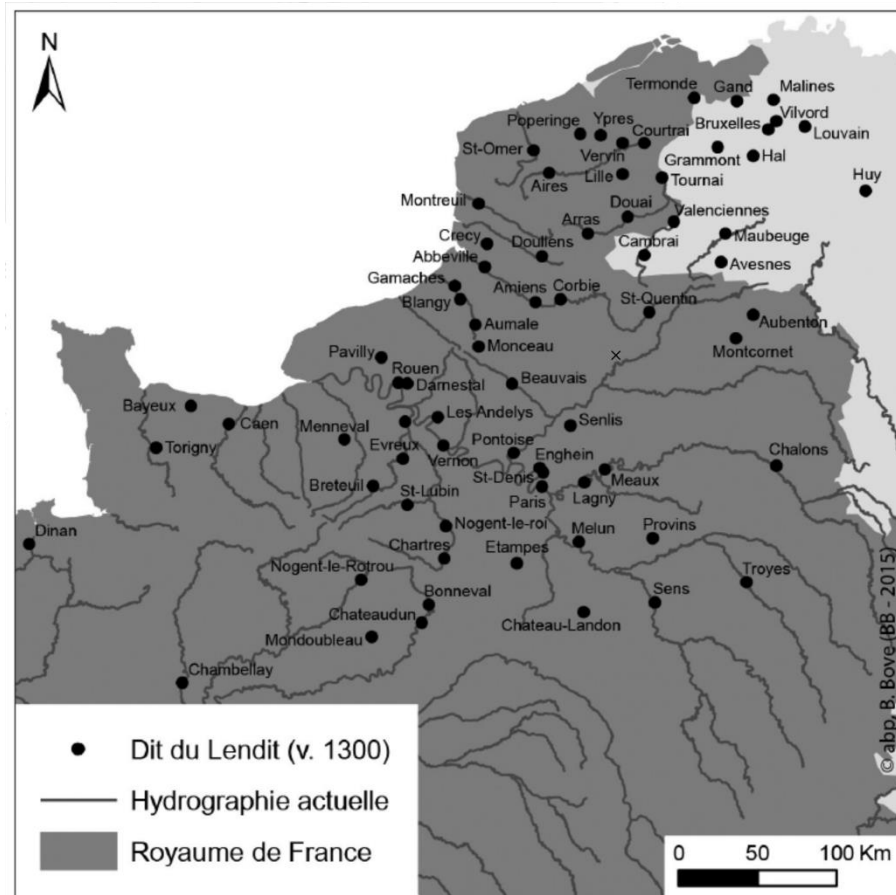 N
Termonde
Gand
Malines
Poperinge
Ypres
Courtrai
Bruxelles
Vilvord
Louvain
St-Omer
Vervin
Grammont
Hal
Aires
Lille
Tournai
Huy
Montreuil
Douai
Valenciennes
Arras
Crecy
Doullens
Cambrai
Maubeuge
Abbeville
Avesnes
Gamaches
Amiens
Corbie
Blangy
St-Quentin
Aumale
Aubenton
Monceau
Montcornet
Pavilly
Rouen
Darnestal
Beauvais
Bayeux
Les Andelys
Caen
Menneval
Senlis
Torigny
Evreux
Pontoise
Enghein
Chalons
Vernon
Breteuil
St-Denis
Meaux
St-Lubin
Paris
Lagny
Nogent-le-roi
Melun
Provins
Dinan
Chartres
Etampes
Troyes
Nogent-le-Rotrou
Bonneval
Sens
Chateaudun
Chateau-Landon
Mondoubleau
Chambellay
© abp, B. Bove (BB - 2015)
Dit du Lendit (v. 1300)
Hydrographie actuelle
Royaume de France
0 50 100 Km